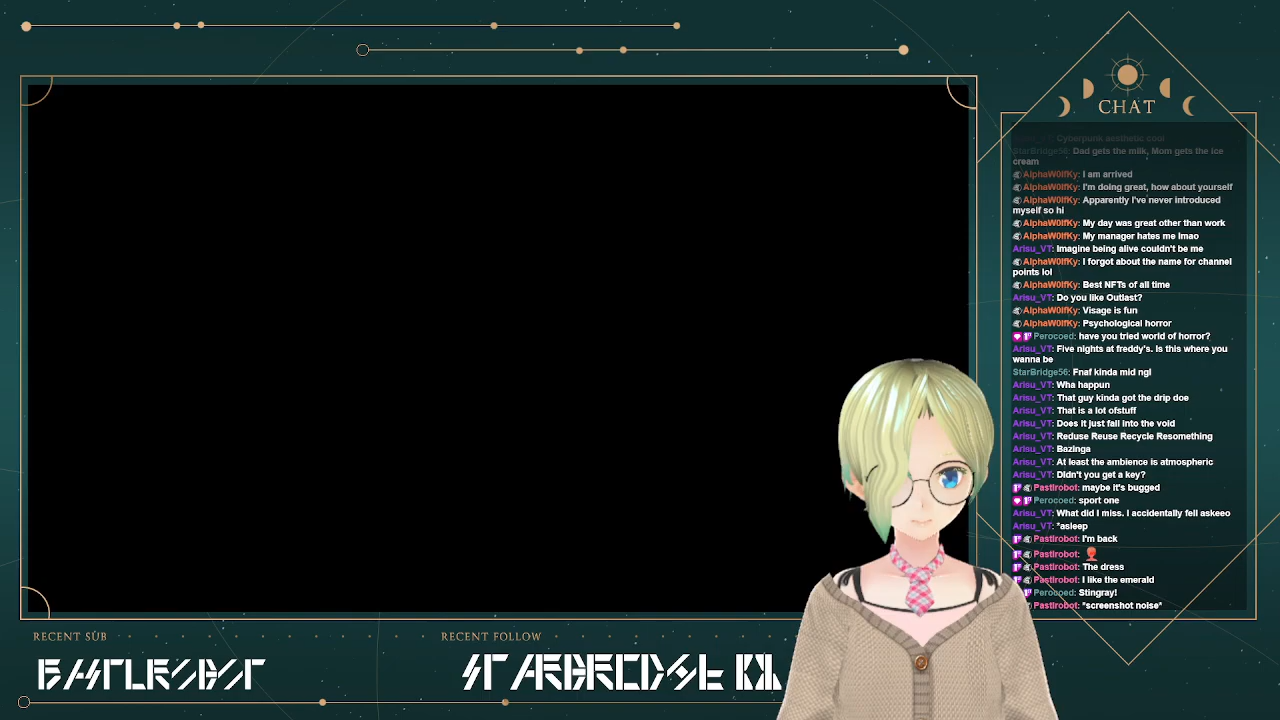 CHAT
Cyberpunk aesthetic cool
StarBridge56: Dad gets the milk, Mom gets the ice
cream
AlphaW0lfKy: I am arrived
AlphaW0lfKy: I'm doing great, how about yourself
AlphaW0lfKy: Apparently I've never introduced
myself so hi
AlphaW0lfKy: My day was great other than work
AlphaW0lfKy: My manager hates me lmao
Arisu_VT: Imagine being alive couldn't be me
AlphaW0lfKy: I forgot about the name for channel
points lol
AlphaW0lfKy: Best NFTs of all time
Arisu_VT: Do you like Outlast?
AlphaW0lfKy: Visage is fun
AlphaW0lfKy: Psychological horror
Perocoed: have you tried world of horror?
Arisu_VT: Five nights at freddy's. Is this where you
wanna be
StarBridge56: Fnaf kinda mid ngl
Arisu_VT: Wha happun
Arisu_VT: That guy kinda got the drip doe
Arisu_VT: That is a lot ofstuff
Arisu_VT: Does it just fall into the void
Arisu_VT: Reduse Reuse Recycle Resomething
Arisu_VT: Bazinga
Arisu_VT: At least the ambience is atmospheric
Arisu_VT: Didn't you get a key?
Pastlrobot: maybe it's bugged
Perocoed: sport one
Arisu_VT: What did I miss. I accidentally fell askeeo
Arisu_VT: *asleep
Pastlrobot: I'm back
Pastlrobot:
Pastlrobot: The dress
Pastlrobot: I like the emerald
Perocoed: Stingray!
Pastlrobot: *screenshot noise*
RECENT SUB
RECENT FOLLOW